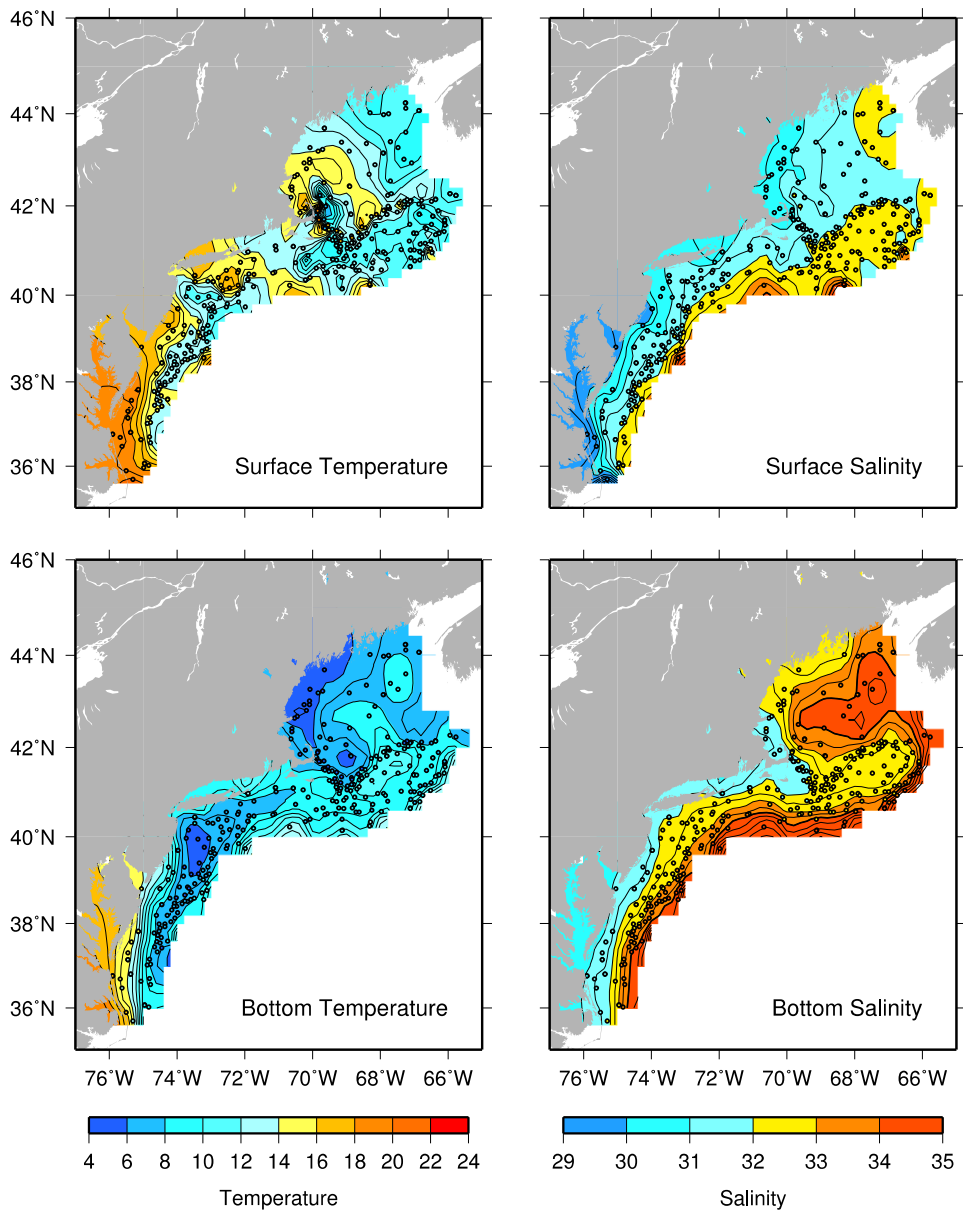 46˚N
44˚N
42˚N
40˚N
38˚N
36˚N
Surface Temperature
Surface Salinity
46˚N
44˚N
42˚N
40˚N
38˚N
36˚N
Bottom Temperature
Bottom Salinity
76˚W 74˚W 72˚W 70˚W 68˚W 66˚W
76˚W 74˚W 72˚W 70˚W 68˚W 66˚W
4 6 8 10 12 14 16 18 20 22 24
Temperature
29 30 31 32 33 34 35
Salinity